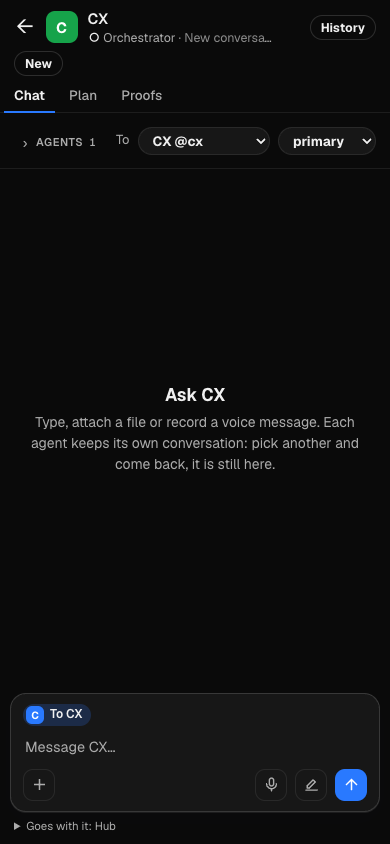 C
CX
Orchestrator · New conversa...
History
New
Chat
Plan
Proofs
AGENTS 1
To
CX @cx
primary
Ask CX
Type, attach a file or record a voice message. Each
agent keeps its own conversation: pick another and
come back, it is still here.
C
To CX
Message CX...
Goes with it: Hub